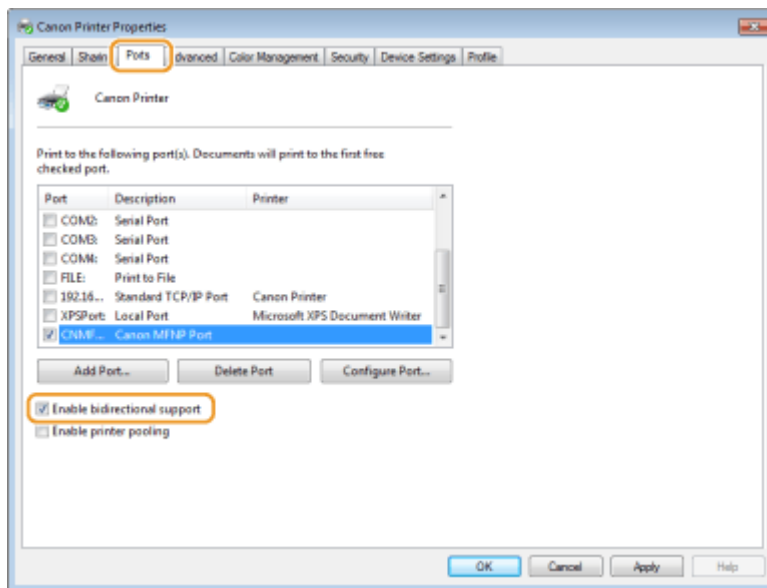 Canon Printer Properties
General Sharin Ports dvanced Color Management Security Device Settings Profile
Canon Printer
Print to the following port(s). Documents will print to the first free
checked port.
Port Description Printer
COM2: Serial Port
COM3: Serial Port
COM4: Serial Port
FILE: Print to File
192.16... Standard TCP/IP Port Canon Printer
XPSPort: Local Port Microsoft XPS Document Writer
CNMF... Canon MFNP Port
Add Port... Delete Port Configure Port...
Enable bidirectional support
Enable printer pooling
OK Cancel Apply Help